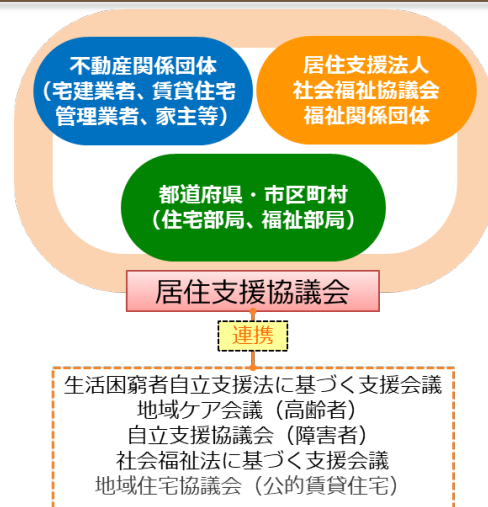 不動産関係団体
(宅建業者、賃貸住宅
管理業者、家主等)
居住支援法人
社会福祉協議会
福祉関係団体
都道府県・市区町村
(住宅部局、福祉部局)
居住支援協議会
連携
生活困窮者自立支援法に基づく支援会議
地域ケア会議（高齢者）
自立支援協議会（障害者）
社会福祉法に基づく支援会議
地域住宅協議会（公的賃貸住宅）